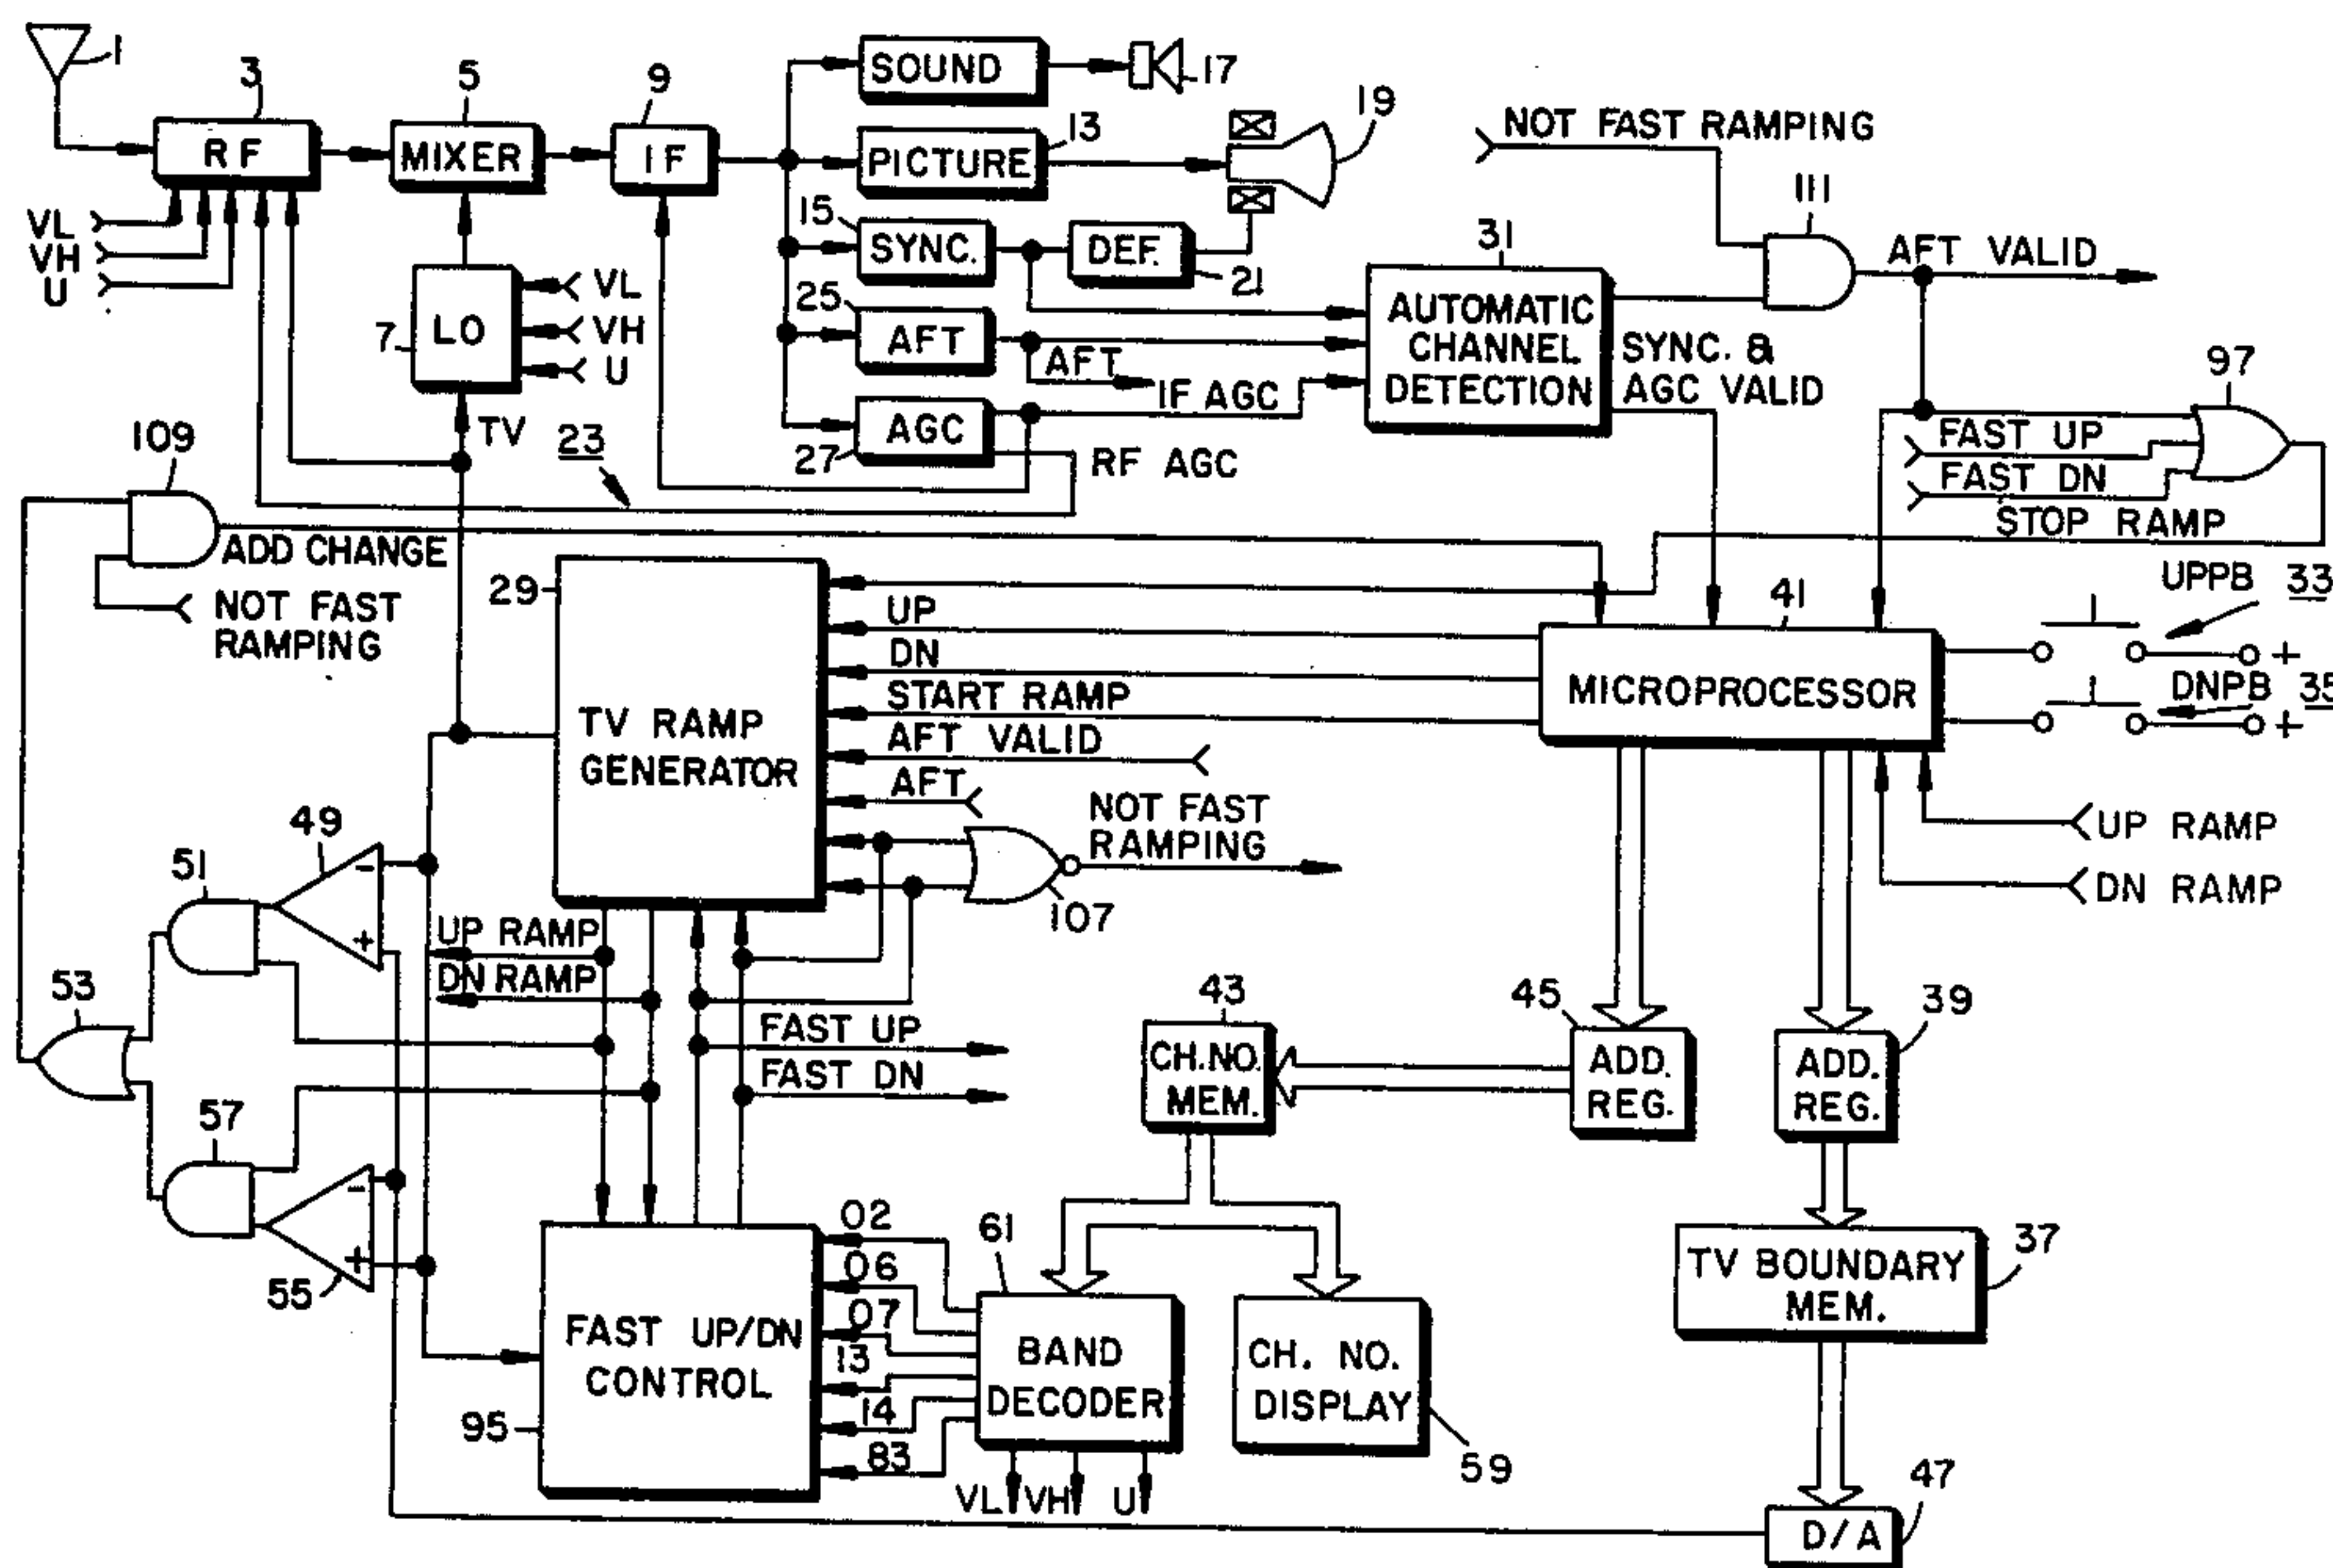 1
3
5
9
SOUND
17
19
RF
MIXER
IF
PICTURE
13
NOT FAST RAMPING
111
VL
VH
U
15
SYNC.
DEF.
21
31
AFT VALID
7
LO
VL
VH
U
25
AFT
AFT
IF AGC
AUTOMATIC
CHANNEL
DETECTION
SYNC. &
AGC VALID
97
109
TV
23
27
AGC
RF AGC
FAST UP
FAST DN
STOP RAMP
ADD CHANGE
NOT FAST
RAMPING
29
TV RAMP
GENERATOR
UP
DN
START RAMP
AFT VALID
AFT
41
MICROPROCESSOR
UPPB 33
+
DNPB 35
+
NOT FAST
RAMPING
107
UP RAMP
DN RAMP
49
-
+
51
UP RAMP
DN RAMP
53
FAST UP
FAST DN
43
CH.NO.
MEM.
45
ADD.
REG.
39
ADD.
REG.
57
55
-
+
95
FAST UP/DN
CONTROL
02
06
07
13
14
83
61
BAND
DECODER
VL VH U
CH. NO.
DISPLAY
59
TV BOUNDARY
MEM.
37
47
D/A